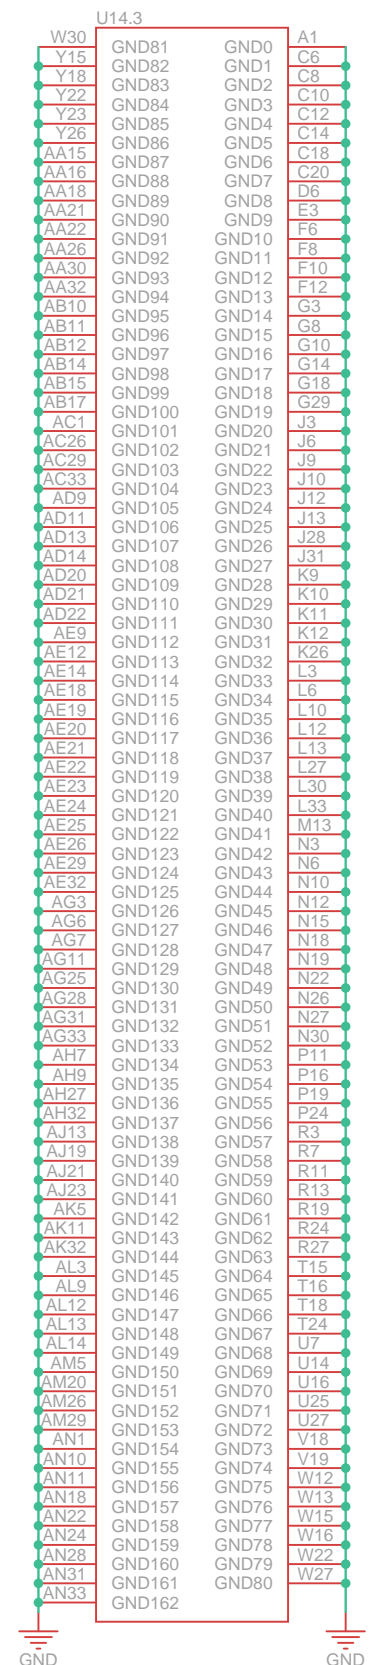 U14.3
W30 GND81 GND0 A1
Y15 GND82 GND1 C6
Y18 GND83 GND2 C8
Y22 GND84 GND3 C10
Y23 GND85 GND4 C12
Y26 GND86 GND5 C14
AA15 GND87 GND6 C18
AA16 GND88 GND7 C20
AA18 GND89 GND8 D6
AA21 GND90 GND9 E3
AA22 GND91 GND10 F6
AA26 GND92 GND11 F8
AA30 GND93 GND12 F10
AA32 GND94 GND13 F12
AB10 GND95 GND14 G3
AB11 GND96 GND15 G8
AB12 GND97 GND16 G10
AB14 GND98 GND17 G14
AB15 GND99 GND18 G18
AB17 GND100 GND19 G29
AC1 GND101 GND20 J3
AC26 GND102 GND21 J6
AC29 GND103 GND22 J9
AC33 GND104 GND23 J10
AD9 GND105 GND24 J12
AD11 GND106 GND25 J13
AD13 GND107 GND26 J28
AD14 GND108 GND27 J31
AD20 GND109 GND28 K9
AD21 GND110 GND29 K10
AD22 GND111 GND30 K11
AE9 GND112 GND31 K12
AE12 GND113 GND32 K26
AE14 GND114 GND33 L3
AE18 GND115 GND34 L6
AE19 GND116 GND35 L10
AE20 GND117 GND36 L12
AE21 GND118 GND37 L13
AE22 GND119 GND38 L27
AE23 GND120 GND39 L30
AE24 GND121 GND40 L33
AE25 GND122 GND41 M13
AE26 GND123 GND42 N3
AE29 GND124 GND43 N6
AE32 GND125 GND44 N10
AG3 GND126 GND45 N12
AG6 GND127 GND46 N15
AG7 GND128 GND47 N18
AG11 GND129 GND48 N19
AG25 GND130 GND49 N22
AG28 GND131 GND50 N26
AG31 GND132 GND51 N27
AG33 GND133 GND52 N30
AH7 GND134 GND53 P11
AH9 GND135 GND54 P16
AH27 GND136 GND55 P19
AH32 GND137 GND56 P24
AJ13 GND138 GND57 R3
AJ19 GND139 GND58 R7
AJ21 GND140 GND59 R11
AJ23 GND141 GND60 R13
AK5 GND142 GND61 R19
AK11 GND143 GND62 R24
AK32 GND144 GND63 R27
AL3 GND145 GND64 T15
AL9 GND146 GND65 T16
AL12 GND147 GND66 T18
AL13 GND148 GND67 T24
AL14 GND149 GND68 U7
AM5 GND150 GND69 U14
AM20 GND151 GND70 U16
AM26 GND152 GND71 U25
AM29 GND153 GND72 U27
AN1 GND154 GND73 V18
AN10 GND155 GND74 V19
AN11 GND156 GND75 W12
AN18 GND157 GND76 W13
AN22 GND158 GND77 W15
AN24 GND159 GND78 W16
AN28 GND160 GND79 W22
AN31 GND161 GND80 W27
AN33 GND162
GND GND